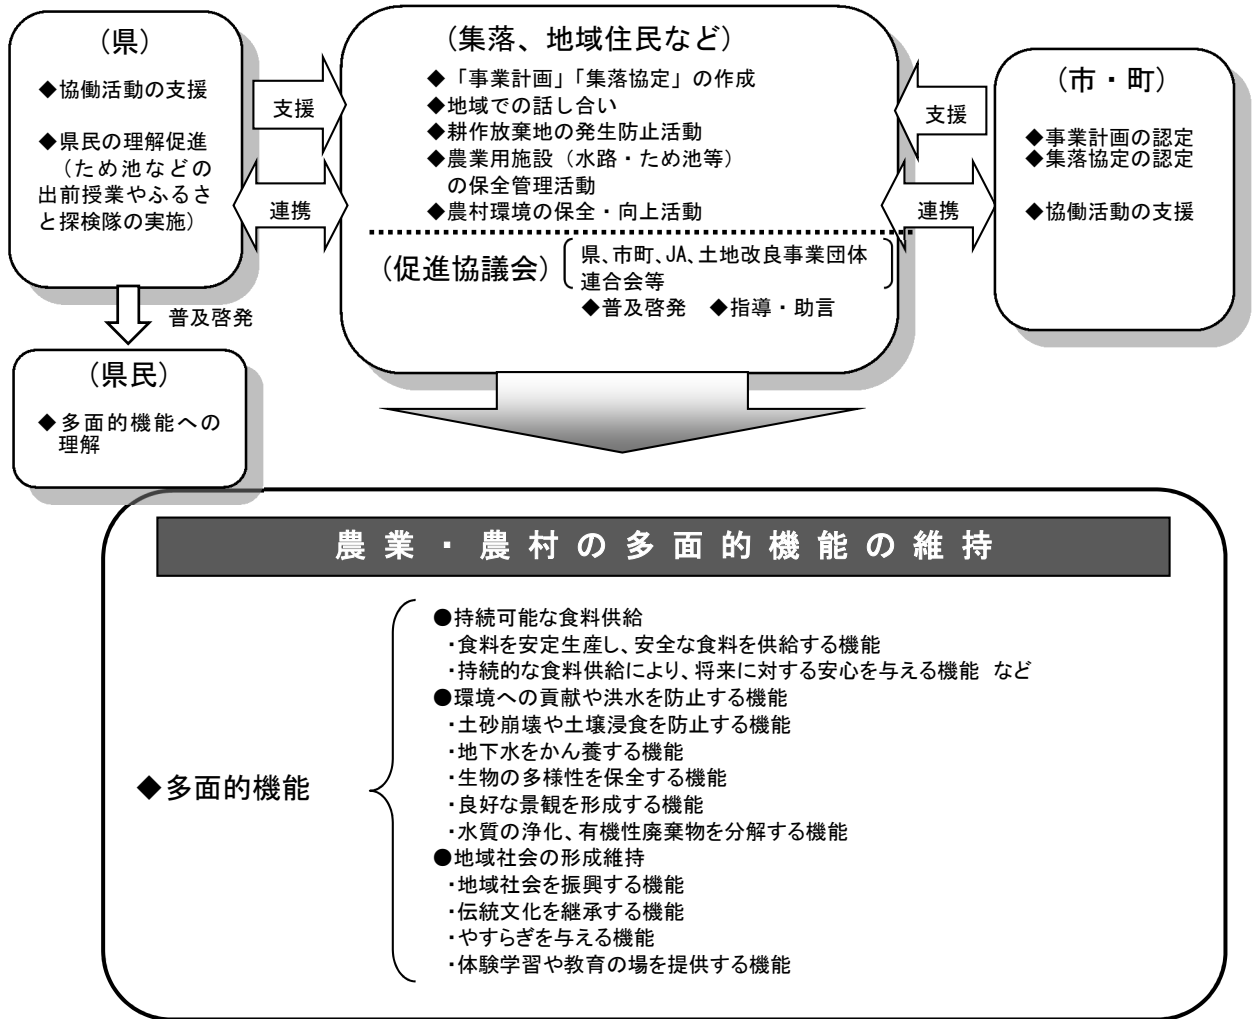 (県)
◆協働活動の支援
◆県民の理解促進
(ため池などの
出前授業やふるさ
と探検隊の実施)
支援
連携
(集落、地域住民など)
◆「事業計画」「集落協定」の作成
◆地域での話し合い
◆耕作放棄地の発生防止活動
◆農業用施設(水路・ため池等)
の保全管理活動
◆農村環境の保全・向上活動
(促進協議会)
県、市町、JA、土地改良事業団体
連合会等
◆普及啓発 ◆指導・助言
支援
連携
(市・町)
◆事業計画の認定
◆集落協定の認定
◆協働活動の支援
普及啓発
(県民)
◆多面的機能への
理解
農業・農村の多面的機能の維持
◆多面的機能
●持続可能な食料供給
・食料を安定生産し、安全な食料を供給する機能
・持続的な食料供給により、将来に対する安心を与える機能 など
●環境への貢献や洪水を防止する機能
・土砂崩壊や土壌浸食を防止する機能
・地下水をかん養する機能
・生物の多様性を保全する機能
・良好な景観を形成する機能
・水質の浄化、有機性廃棄物を分解する機能
●地域社会の形成維持
・地域社会を振興する機能
・伝統文化を継承する機能
・やすらぎを与える機能
・体験学習や教育の場を提供する機能